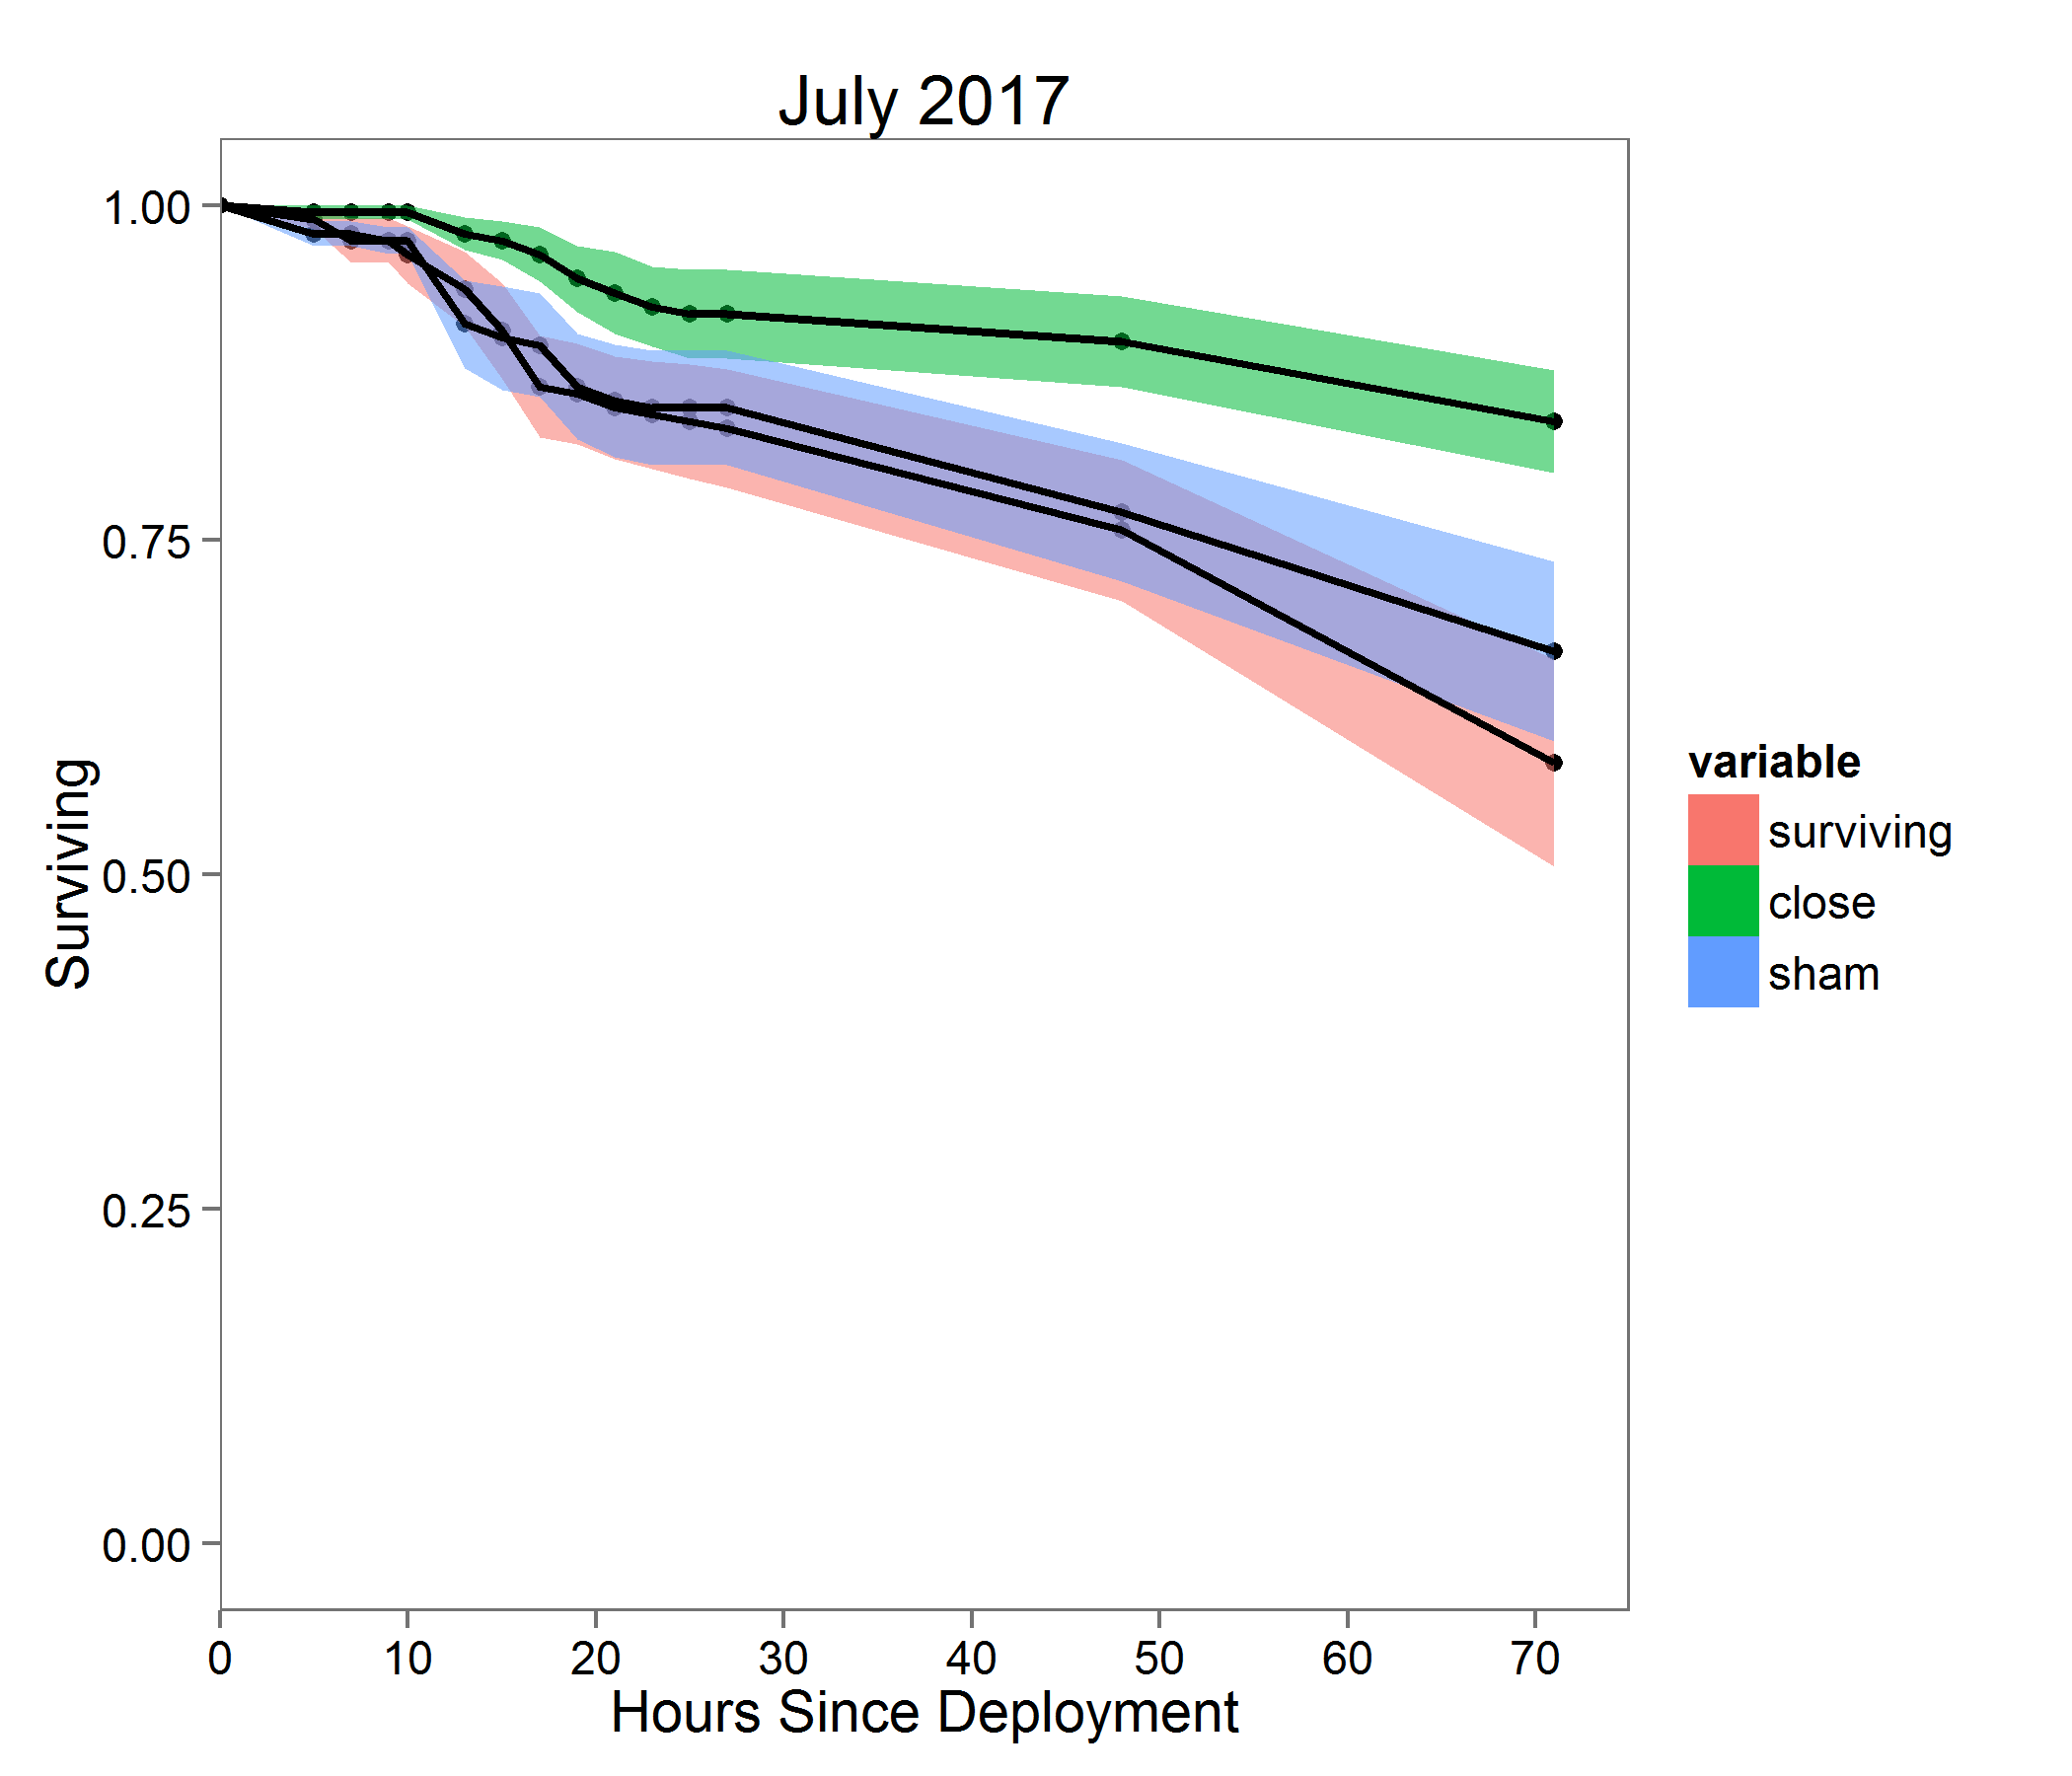 July 2017
1.00
0.75
0.50
0.25
0.00
Surviving
0 10 20 30 40 50 60 70
Hours Since Deployment
variable
surviving
close
sham